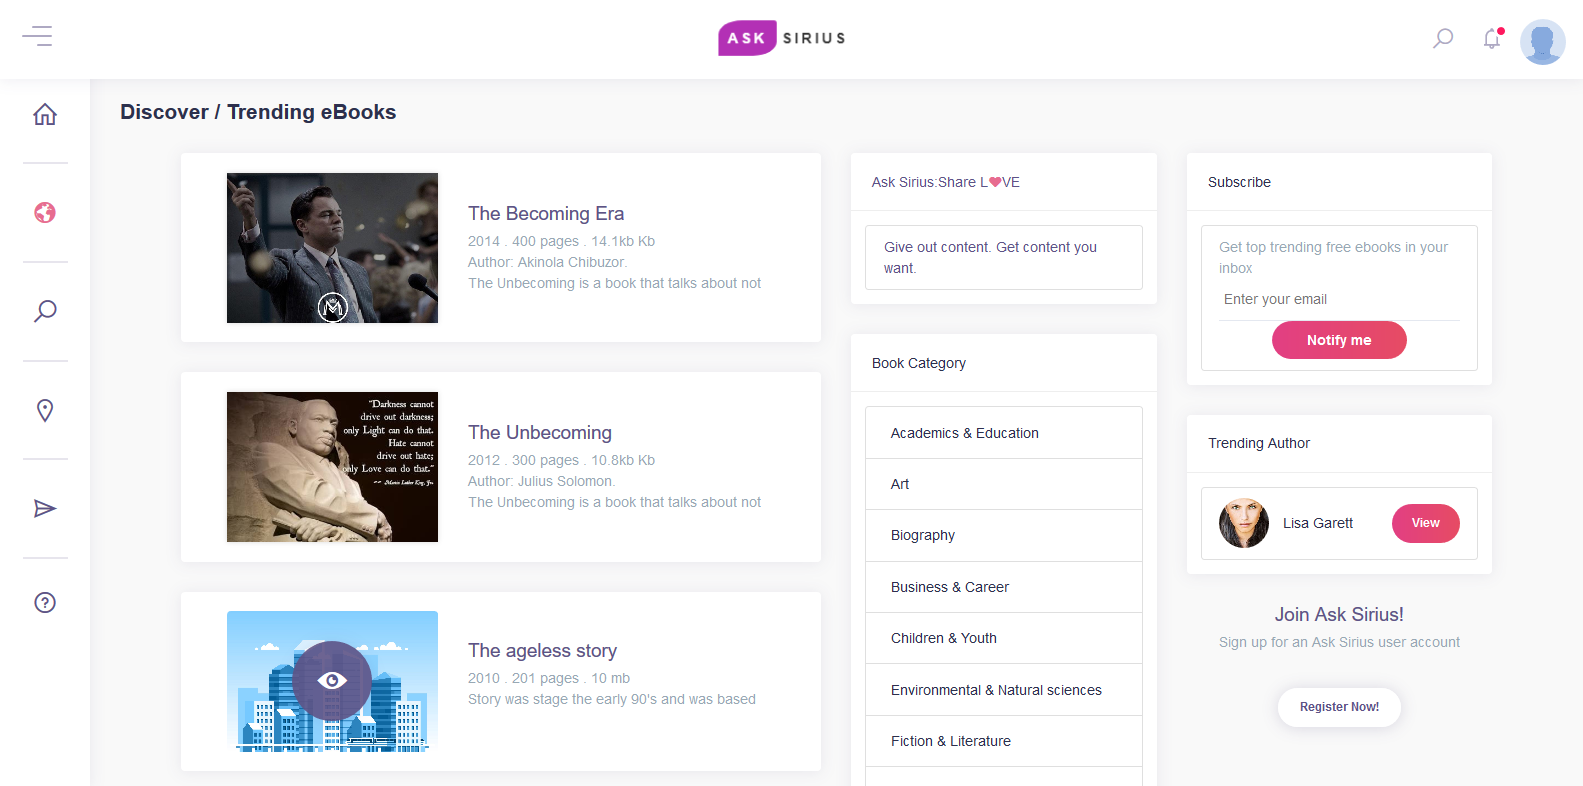 ASK SIRIUS
Discover / Trending eBooks
The Becoming Era
2014 . 400 pages . 14.1kb Kb
Author: Akinola Chibuzor.
The Unbecoming is a book that talks about not
"Darkness cannot
drive out darkness;
only Light can do that.
Hate cannot
drive out hate;
only Love can do that."
~~ Martin Luther King, Jr.
The Unbecoming
2012 . 300 pages . 10.8kb Kb
Author: Julius Solomon.
The Unbecoming is a book that talks about not
The ageless story
2010 . 201 pages . 10 mb
Story was stage the early 90's and was based
Ask Sirius:Share L❤VE
Give out content. Get content you
want.
Book Category
Academics & Education
Art
Biography
Business & Career
Children & Youth
Environmental & Natural sciences
Fiction & Literature
Subscribe
Get top trending free ebooks in your
inbox
Enter your email
Notify me
Trending Author
Lisa Garett
View
Join Ask Sirius!
Sign up for an Ask Sirius user account
Register Now!